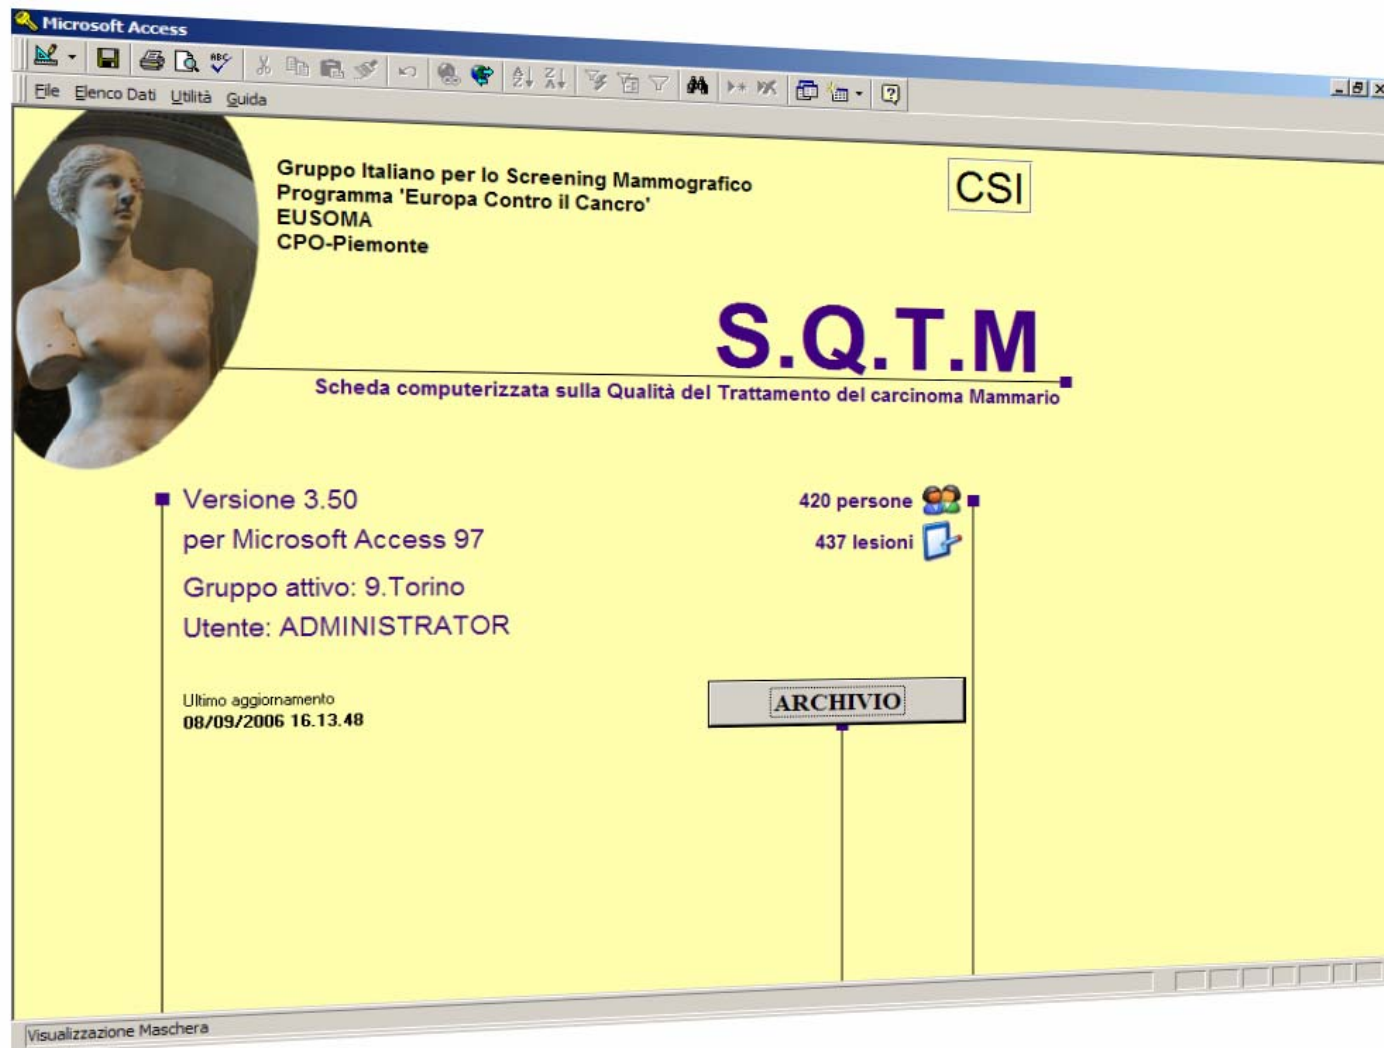 Microsoft Access
File Elenco Dati Utilità Guida
Gruppo Italiano per lo Screening Mammografico
Programma 'Europa Contro il Cancro'
EUSOMA
CPO-Piemonte
CSI
S.Q.T.M
Scheda computerizzata sulla Qualità del Trattamento del carcinoma Mammario
Versione 3.50
per Microsoft Access 97
Gruppo attivo: 9.Torino
Utente: ADMINISTRATOR
420 persone
437 lesioni
Ultimo aggiornamento
08/09/2006 16.13.48
ARCHIVIO
Visualizzazione Maschera